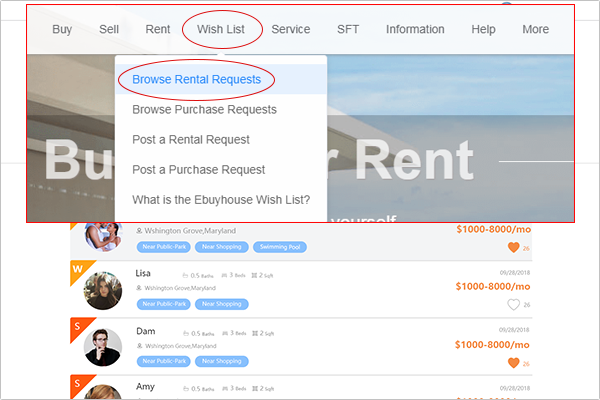 Buy Sell Rent Wish List Service SFT Information Help More
Browse Rental Requests
Browse Purchase Requests
Post a Rental Request
Post a Purchase Request
What is the Ebuyhouse Wish List?
Bu r Rent
yourself
Wshington Grove,Maryland
$1000-8000/mo
Near Public-Park Near Shopping Swimming Pool
26
W
Lisa 0.5 Baths 3 Beds 2 Sqft
09/28/2018
Wshington Grove,Maryland
$1000-8000/mo
Near Public-Park Near Shopping
26
S
Dam 0.5 Baths 3 Beds 2 Sqft
09/28/2018
Wshington Grove,Maryland
$1000-8000/mo
Near Public-Park Near Shopping
26
S
Amy 0.5 Baths 3 Beds 2 Sqft
09/28/2018